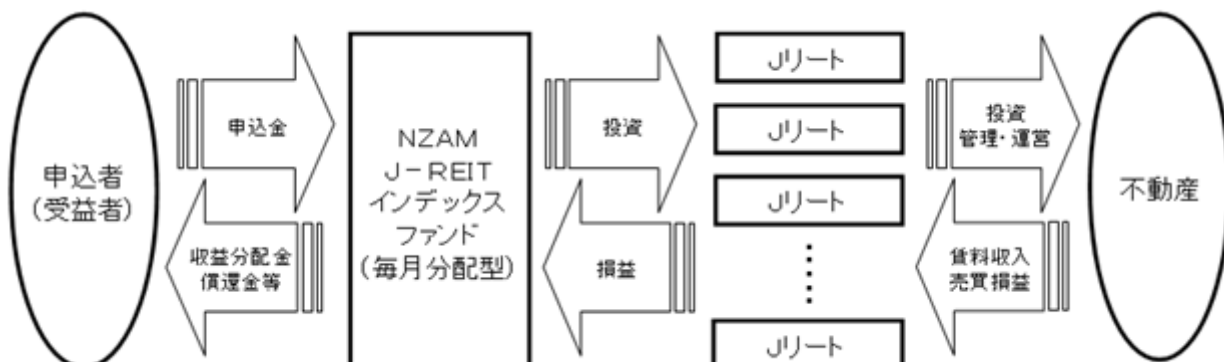 申込者
(受益者)
申込金
収益分配金
償還金等
NZAM
J－REIT
インデックス
ファンド
(毎月分配型)
投資
損益
Jリート
Jリート
Jリート
Jリート
投資
管理・運営
賃料収入
売買損益
不動産